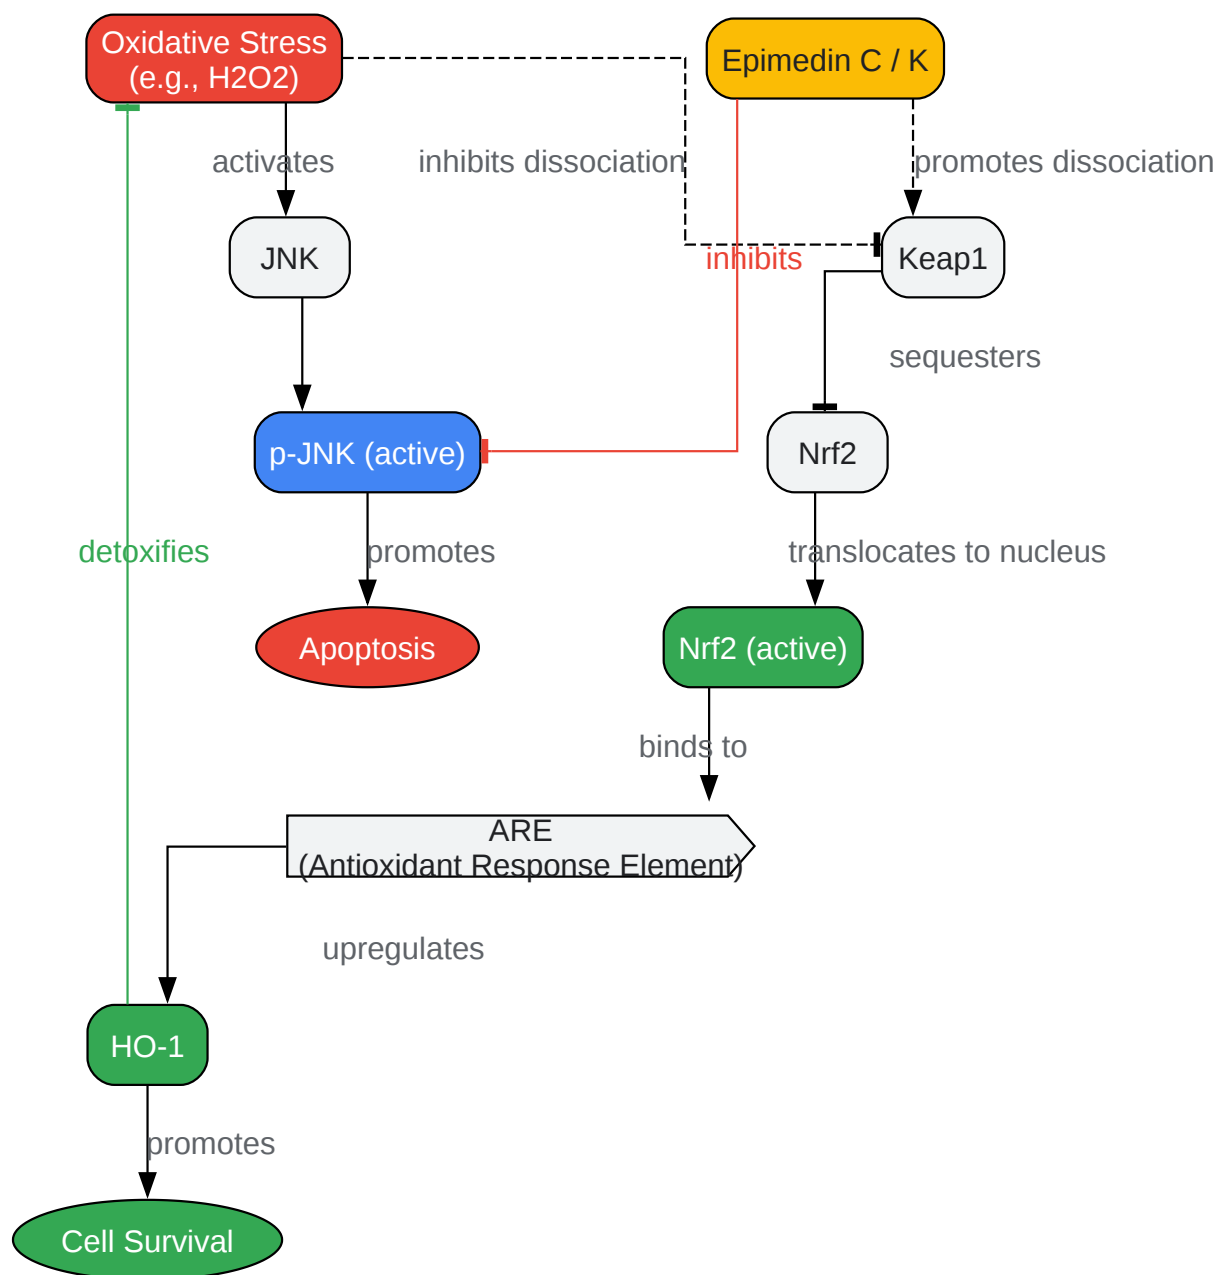 Oxidative Stress
(e.g., H2O2)
Epimedin C / K
activates
inhibits dissociation
promotes dissociation
JNK
inhibits
Keap1
sequesters
p-JNK (active)
Nrf2
detoxifies
promotes
translocates to nucleus
Apoptosis
Nrf2 (active)
binds to
ARE
(Antioxidant Response Element)
upregulates
HO-1
promotes
Cell Survival